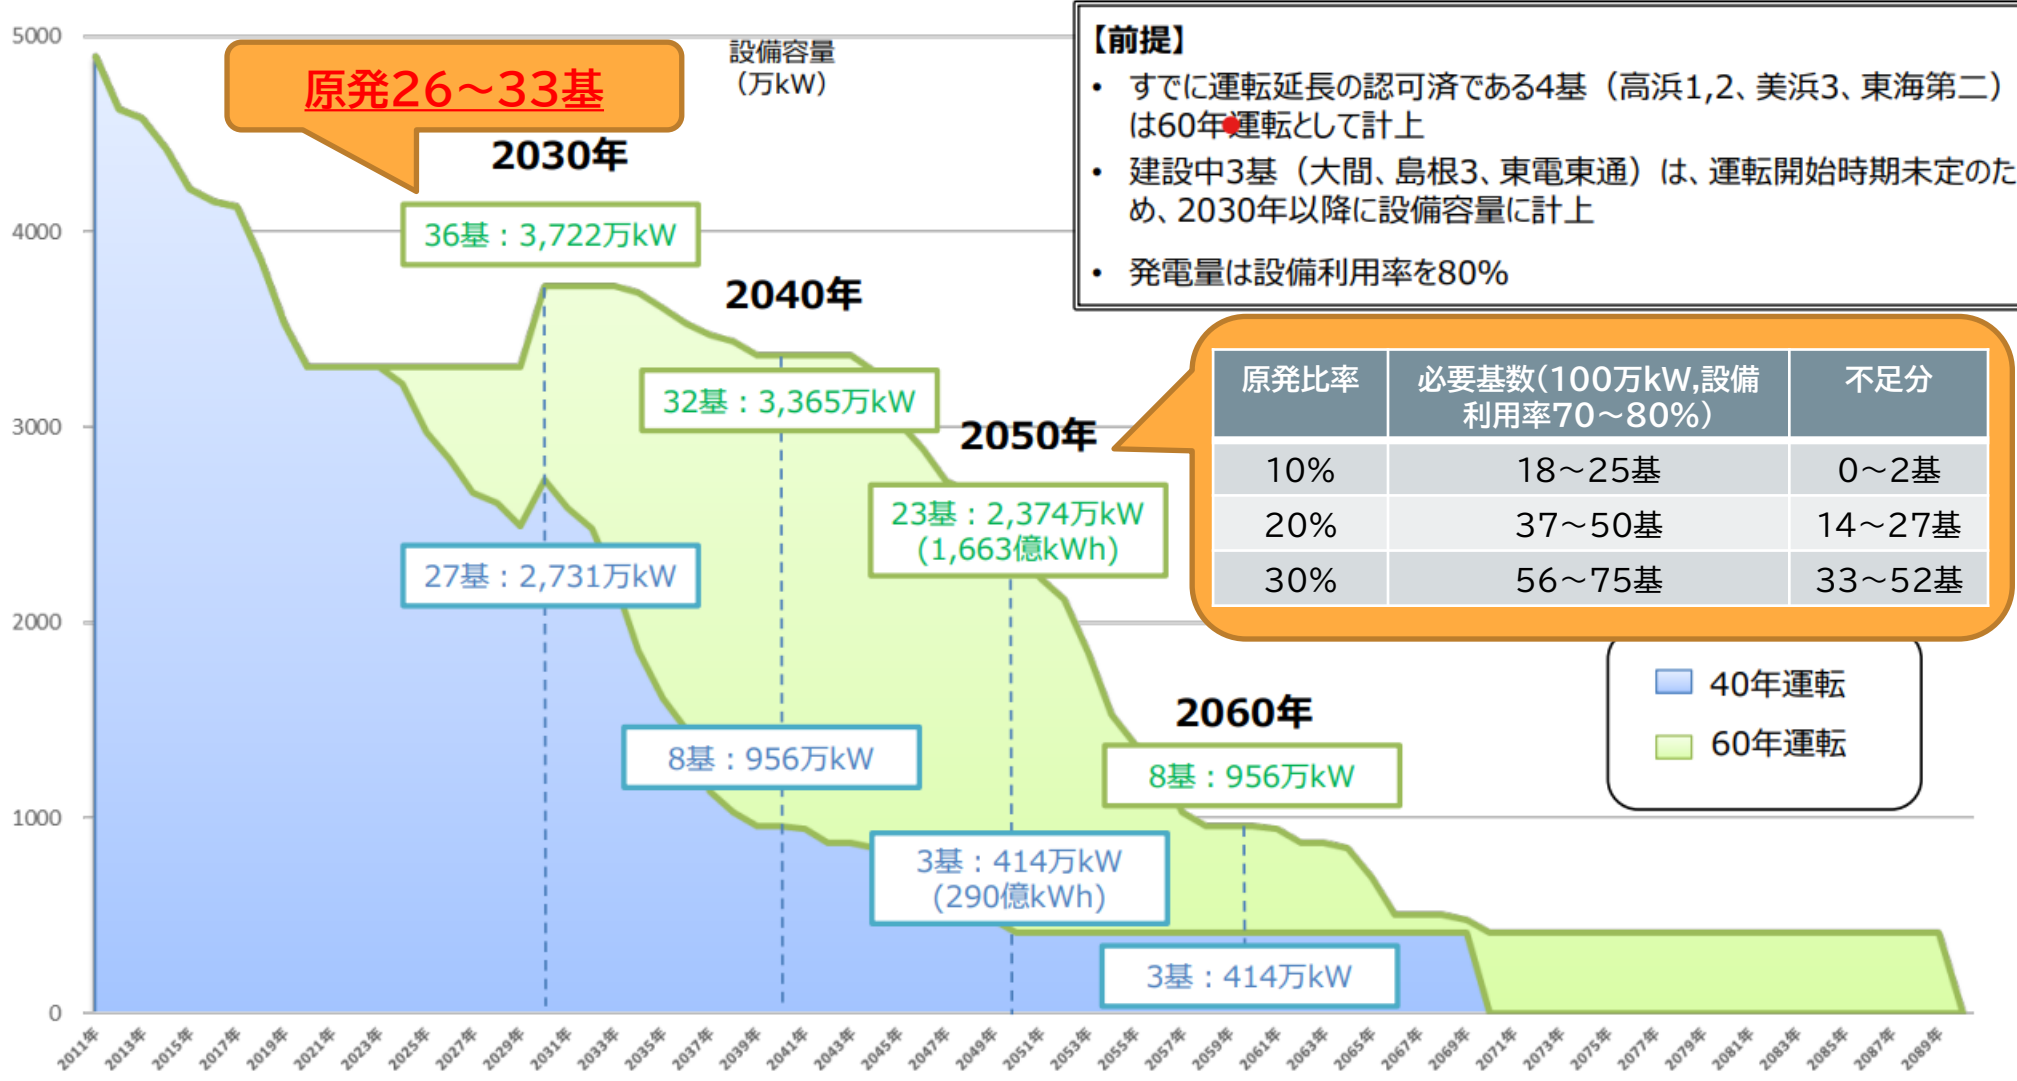 5000
4000
3000
2000
1000
0
設備容量
(万kW)
原発26～33基
2030年
36基：3,722万kW
27基：2,731万kW
2040年
32基：3,365万kW
8基：956万kW
2050年
23基：2,374万kW
(1,663億kWh)
3基：414万kW
(290億kWh)
2060年
8基：956万kW
3基：414万kW
【前提】
• すでに運転延長の認可済である4基（高浜1,2、美浜3、東海第二）
は60年運転として計上
• 建設中3基（大間、島根3、東電東通）は、運転開始時期未定のた
め、2030年以降に設備容量に計上
• 発電量は設備利用率を80%
原発比率 必要基数(100万kW,設備 不足分
利用率70～80%)
10% 18～25基 0～2基
20% 37～50基 14～27基
30% 56～75基 33～52基
40年運転
60年運転
2011年 2013年 2015年 2017年 2019年 2021年 2023年 2025年 2027年 2029年 2031年 2033年 2035年 2037年 2039年 2041年 2043年 2045年 2047年 2049年 2051年 2053年 2055年 2057年 2059年 2061年 2063年 2065年 2067年 2069年 2071年 2073年 2075年 2077年 2079年 2081年 2083年 2085年 2087年 2089年